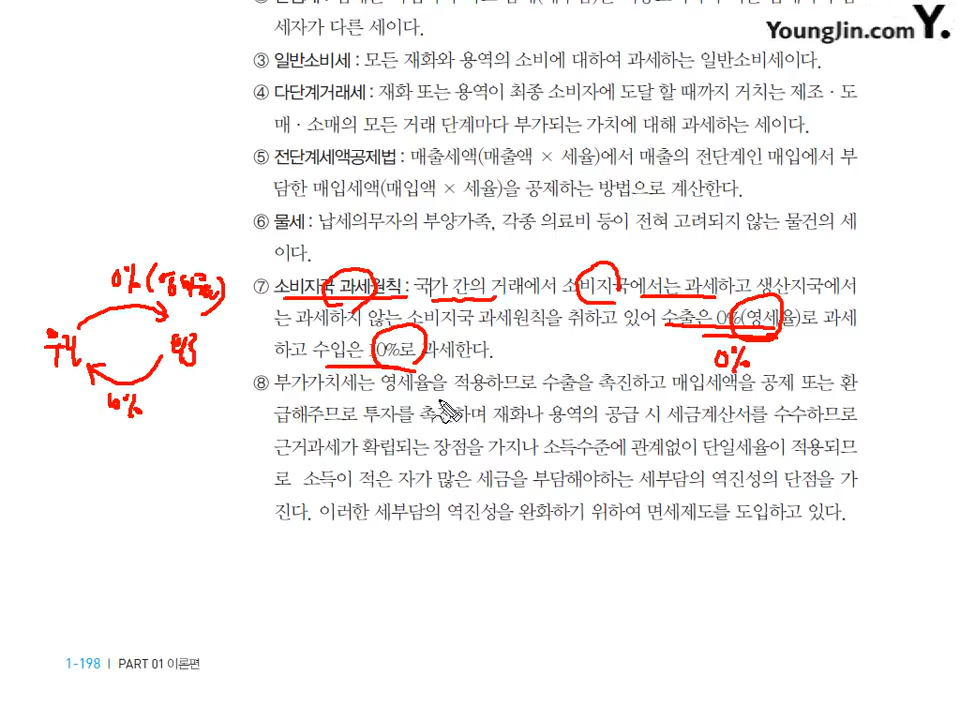 YoungJin.com Y.
세자가 다른 세이다.
③ 일반소비세 : 모든 재화와 용역의 소비에 대하여 과세하는 일반소비세이다.
④ 다단계거래세 : 재화 또는 용역이 최종 소비자에 도달 할 때까지 거치는 제조 · 도
매 · 소매의 모든 거래 단계마다 부가되는 가치에 대해 과세하는 세이다.
⑤ 전단계세액공제법 : 매출세액(매출액 × 세율)에서 매출의 전단계인 매입에서 부
담한 매입세액(매입액 × 세율)을 공제하는 방법으로 계산한다.
⑥ 물세 : 납세의무자의 부양가족, 각종 의료비 등이 전혀 고려되지 않는 물건의 세
이다.
0%(
⑦ 소비지국 과세원칙 : 국가 간의 거래에서 소비지국에서는 과세하고 생산지국에서
는 과세하지 않는 소비지국 과세원칙을 취하고 있어 수출은 0%(영세율)로 과세
하고 수입은 10%로 과세한다.
0%
⑧ 부가가치세는 영세율을 적용하므로 수출을 촉진하고 매입세액을 공제 또는 환
10%
급해주므로 투자를 촉진하며 재화나 용역의 공급 시 세금계산서를 수수하므로
근거과세가 확립되는 장점을 가지나 소득수준에 관계없이 단일세율이 적용되므
로 소득이 적은 자가 많은 세금을 부담해야하는 세부담의 역진성의 단점을 가
진다. 이러한 세부담의 역진성을 완화하기 위하여 면세제도를 도입하고 있다.
1-198 | PART 01 이론편